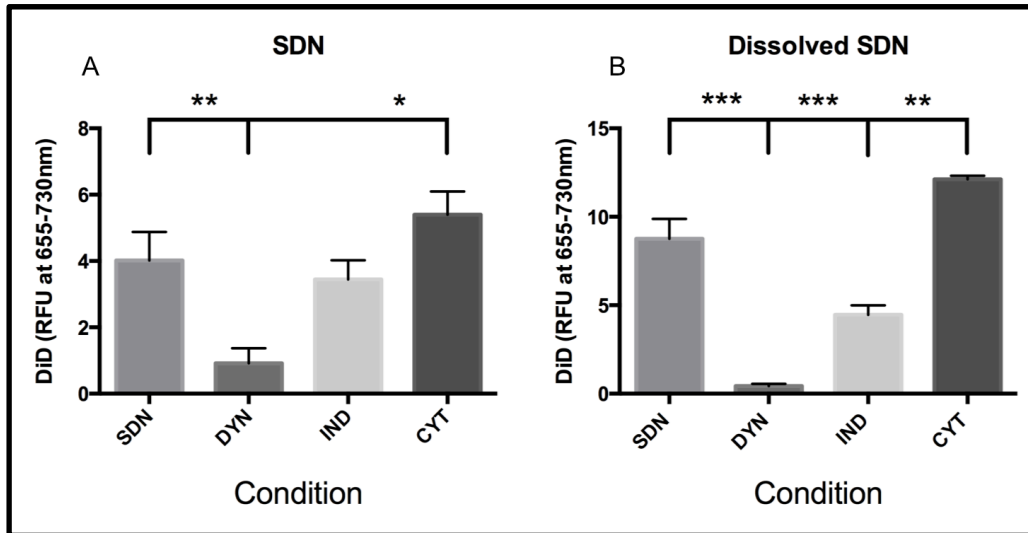 SDN
A
** *
DiD (RFU at 655-730nm)
8
6
4
2
0
SDN DYN IND CYT
Condition
Dissolved SDN
B
*** *** **
DiD (RFU at 655-730nm)
15
10
5
0
SDN DYN IND CYT
Condition